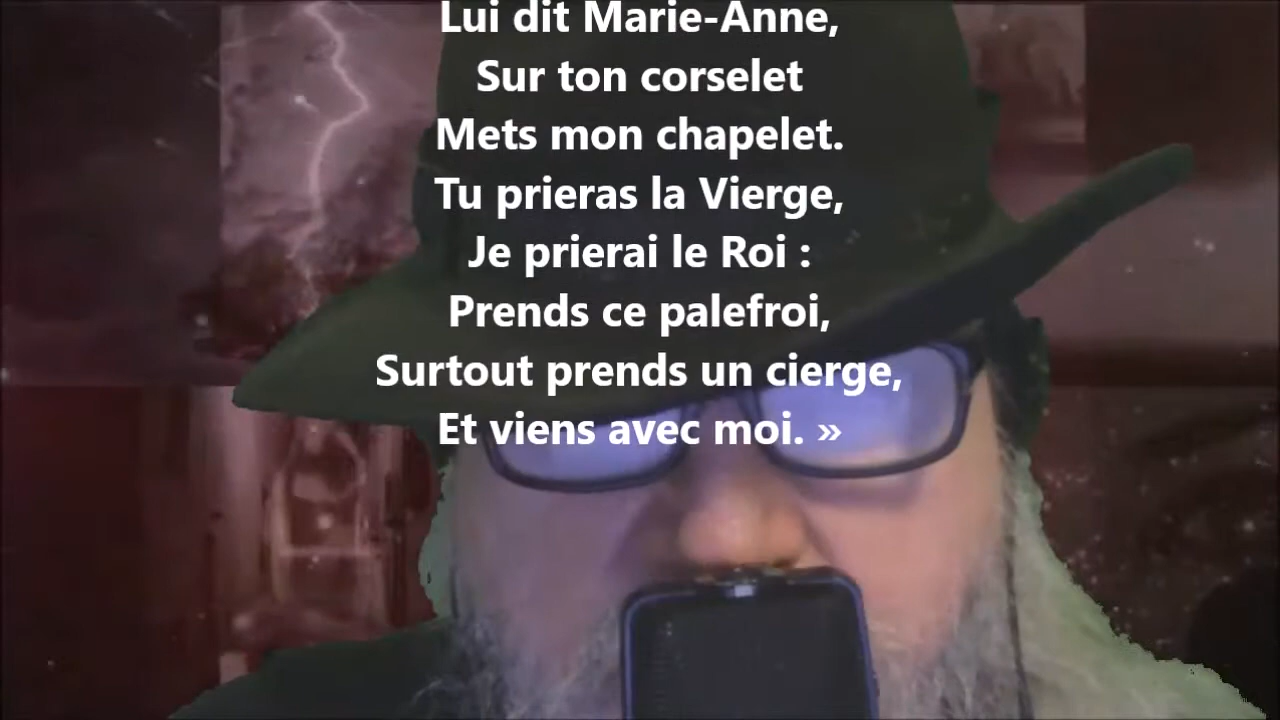 Lui dit Marie-Anne,
Sur ton corselet
Mets mon chapelet.
Tu prieras la Vierge,
Je prierai le Roi :
Prends ce palefroi,
Surtout prends un cierge,
Et viens avec moi. »